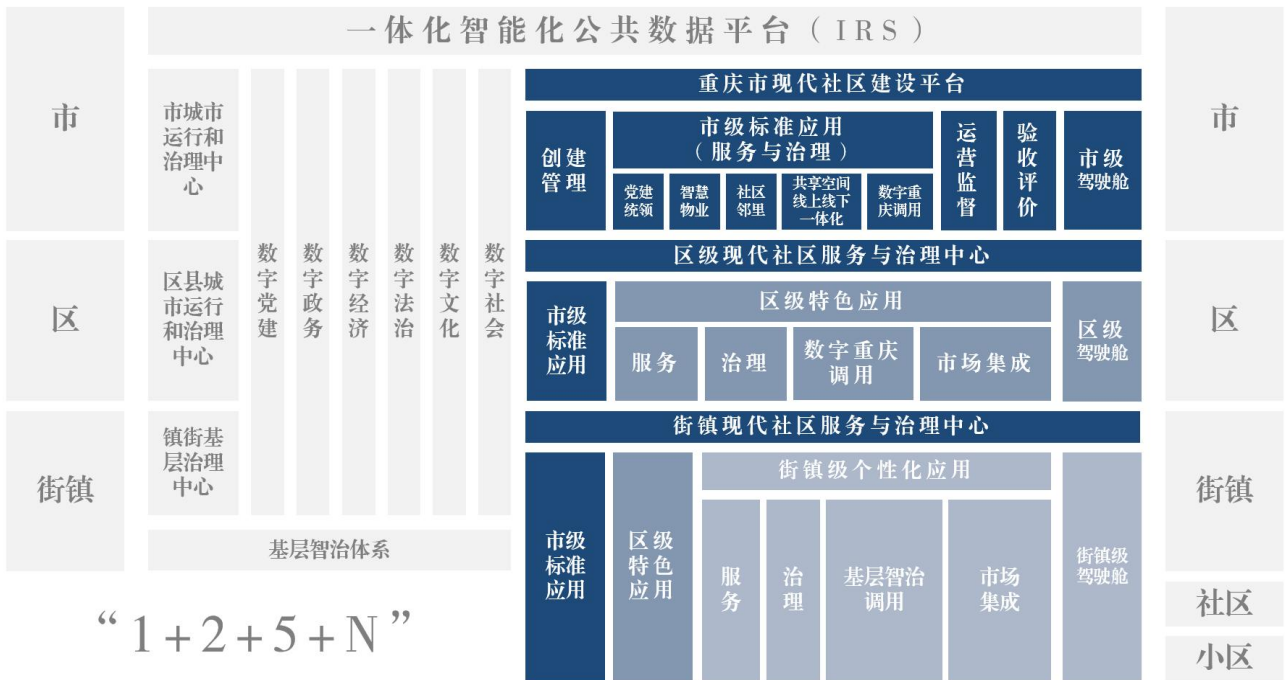 一体化智能化公共数据平台（IRS）
市
市城市
运行和
治理中
心
区
区县城
市运行
和治理
中心
街镇
镇街基
层治理
中心
数字党建
数字政务
数字经济
数字法治
数字文化
数字社会
基层智治体系
“1+2+5+N”
重庆市现代社区建设平台
创建
管理
市级标准应用
（服务与治理）
党建
统领
智慧
物业
社区
邻里
共享空间
线上线下
一体化
数字重
庆调用
运营监督
验收评价
市级
驾驶舱
区级现代社区服务与治理中心
市级
标准
应用
区级特色应用
服务
治理
数字重庆
调用
市场集成
区级
驾驶舱
街镇现代社区服务与治理中心
市级
标准
应用
区级
特色
应用
街镇级个性化应用
服务
治理
基层智治
调用
市场
集成
街镇级
驾驶舱
市
区
街镇
社区
小区